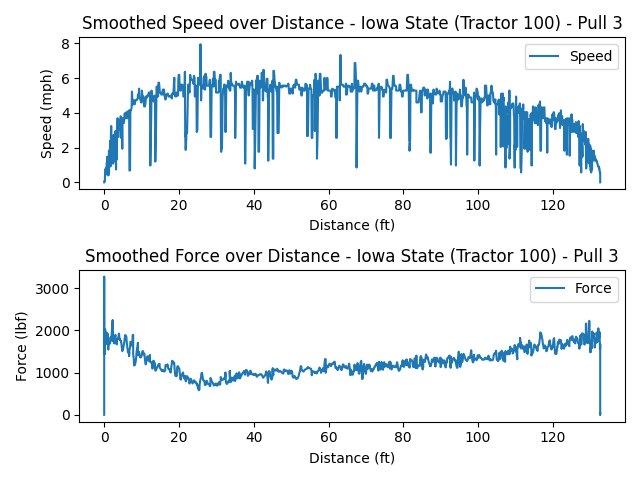 Smoothed Speed over Distance - Iowa State (Tractor 100) - Pull 3
8
6
4
2
0
Speed (mph)
Speed
0 20 40 60 80 100 120
Distance (ft)
Smoothed Force over Distance - Iowa State (Tractor 100) - Pull 3
3000
2000
1000
0
Force (lbf)
Force
0 20 40 60 80 100 120
Distance (ft)